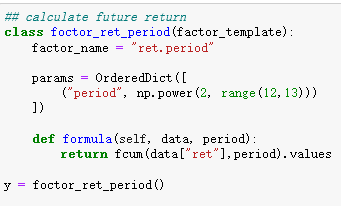 ## calculate future return
class foctor_ret_period(factor_template):
    factor_name = "ret.period"

    params = OrderedDict([
        ("period", np.power(2, range(12,13)))
    ])

    def formula(self, data, period):
        return fcum(data["ret"],period).values

y = foctor_ret_period()